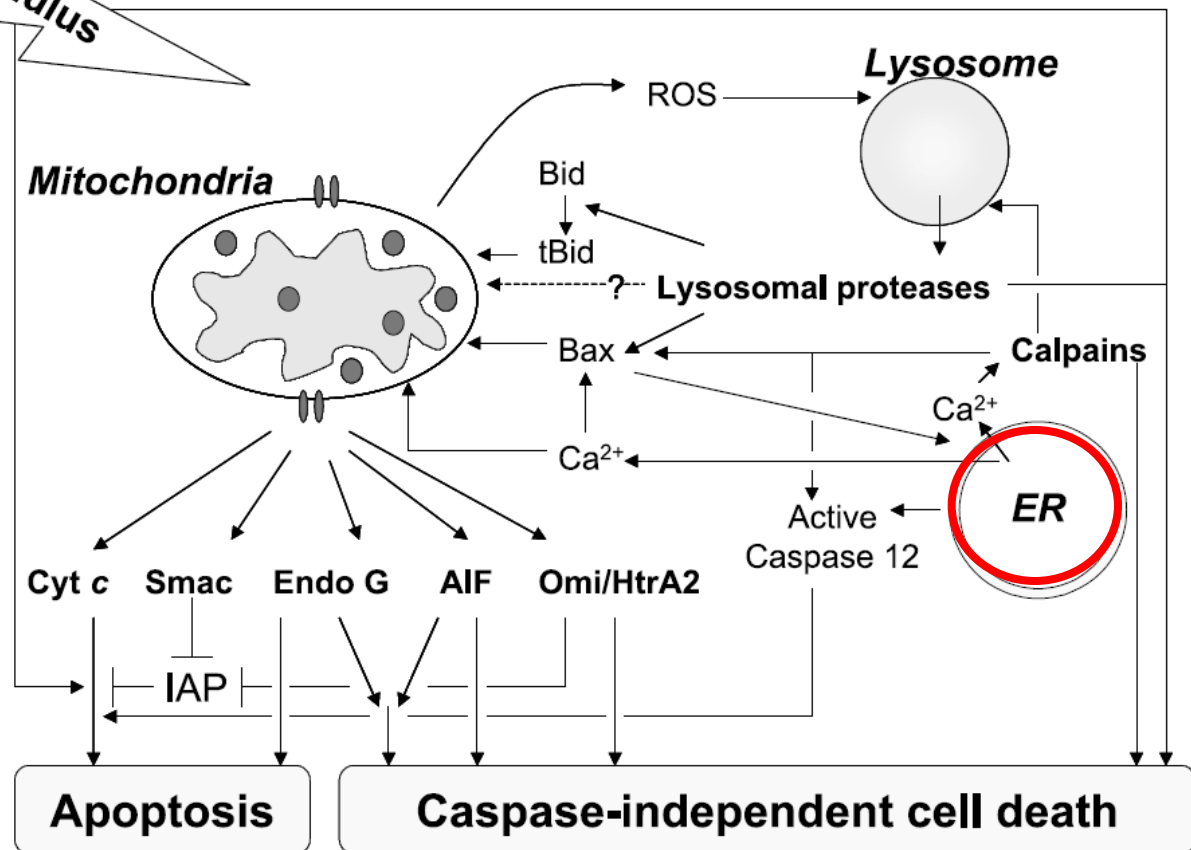 Lysosome
ROS
Mitochondria
Bid
tBid
?
Lysosomal proteases
Bax
Calpains
Ca2+
Ca2+
ER
Active
Caspase 12
Cyt c
Smac
Endo G
AIF
Omi/HtrA2
IAP
Apoptosis
Caspase-independent cell death